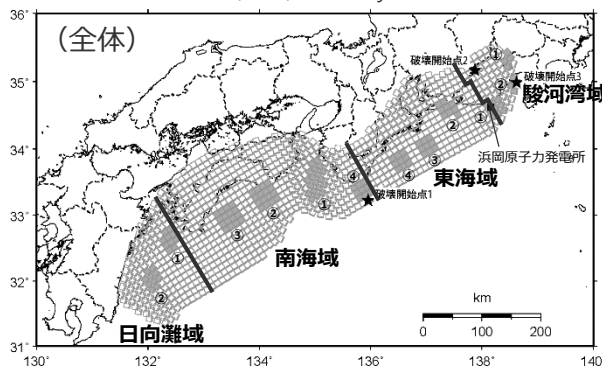 (全体)
36°
35°
34°
33°
32°
31°
130°
132°
134°
136°
138°
140
破壊開始点2
①
破壊開始点3
②
駿河湾域
①
②
浜岡原子力発電所
③
④
東海域
④
破壊開始点1
①
②
③
南海域
①
②
日向灘域
km
0
100
200